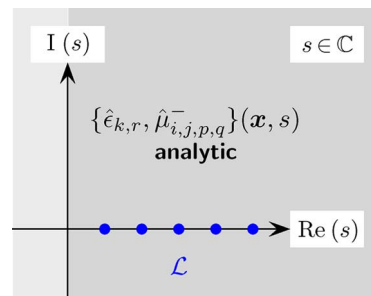 I (s)
s ∈ ℂ
{ϵ̂ₖ,ᵣ, μ̂⁻ᵢ,ⱼ,ₚ,q}(𝒙, s)
analytic
Re (s)
ℒ